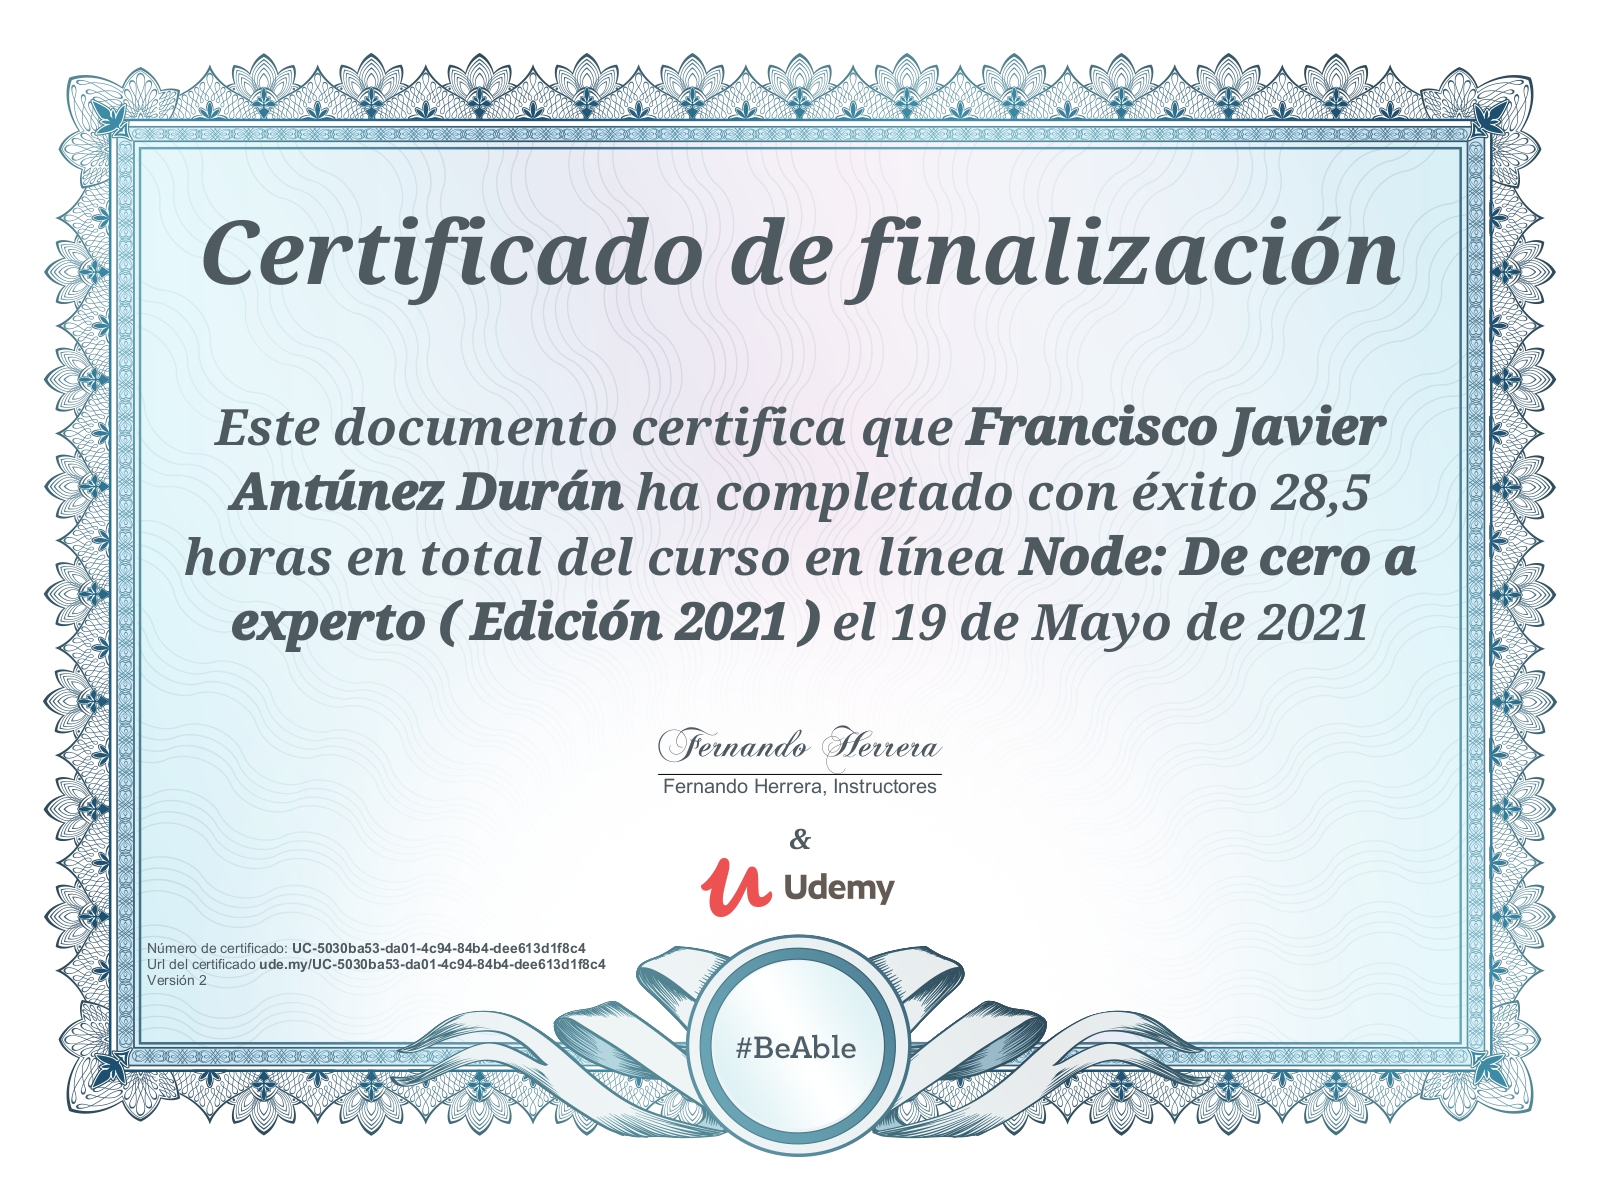 Certificado de finalización
Este documento certifica que Francisco Javier
Antúnez Durán ha completado con éxito 28,5
horas en total del curso en línea Node: De cero a
experto ( Edición 2021 ) el 19 de Mayo de 2021
Fernando Herrera
Fernando Herrera, Instructores
&
Udemy
Número de certificado: UC-5030ba53-da01-4c94-84b4-dee613d1f8c4
Url del certificado ude.my/UC-5030ba53-da01-4c94-84b4-dee613d1f8c4
Versión 2
#BeAble